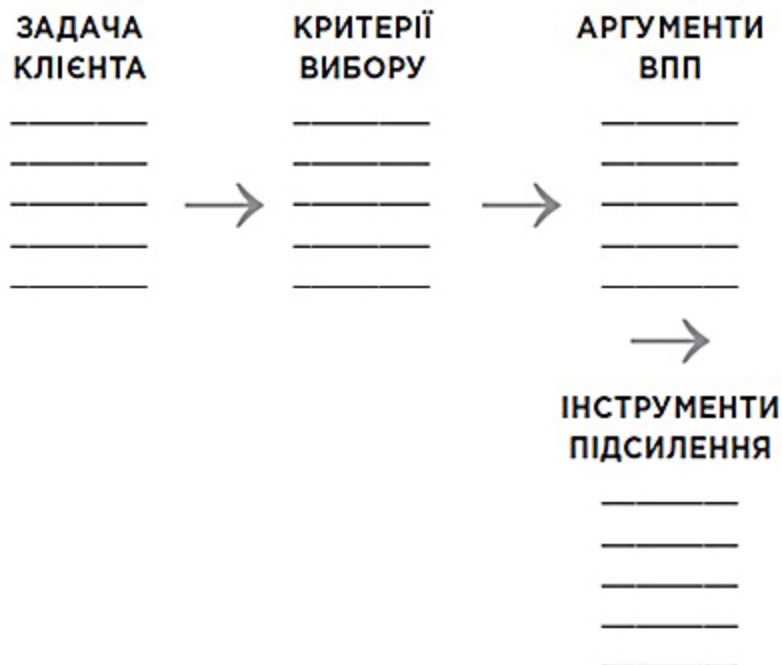 ЗАДАЧА
КЛІЄНТА
КРИТЕРІЇ
ВИБОРУ
АРГУМЕНТИ
ВПП
ІНСТРУМЕНТИ
ПІДСИЛЕННЯ